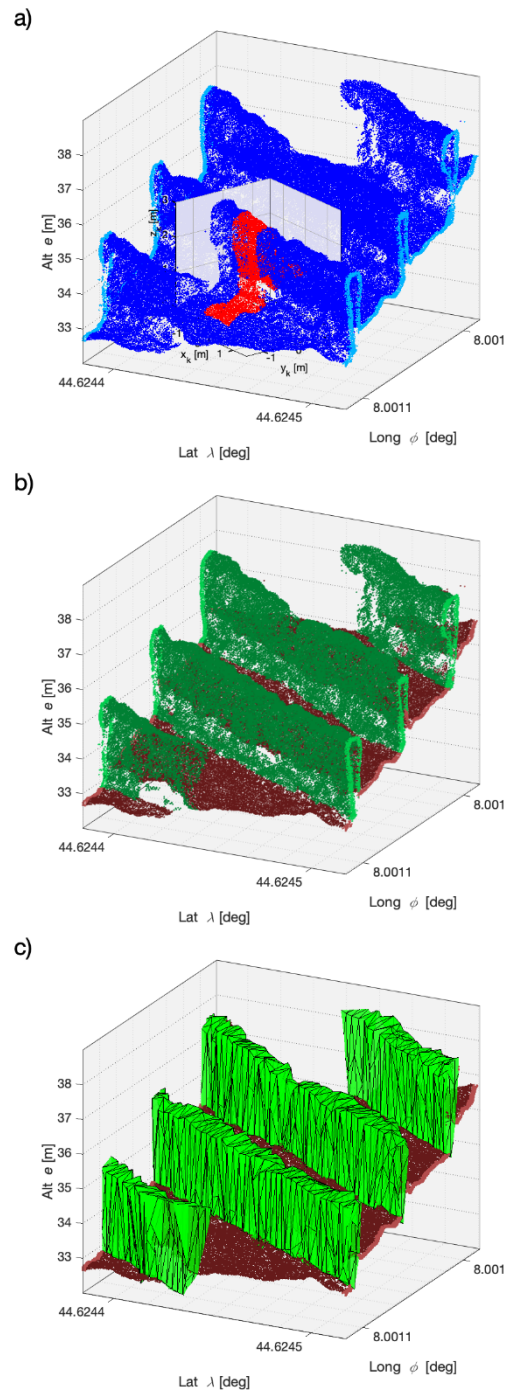 a)
38
37
36
35
34
33
Alt e [m]
0
z [m]
x_k [m]
1
-1
0
y_k [m]
44.6244
44.6245
8.0011
8.001
Lat λ [deg]
Long ϕ [deg]
b)
38
37
36
35
34
33
Alt e [m]
44.6244
44.6245
8.0011
8.001
Lat λ [deg]
Long ϕ [deg]
c)
38
37
36
35
34
33
Alt e [m]
44.6244
44.6245
8.0011
8.001
Lat λ [deg]
Long ϕ [deg]